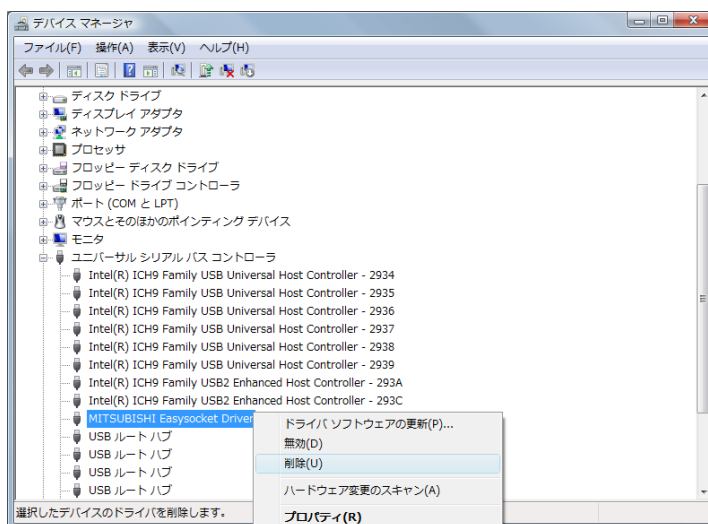 デバイス マネージャ
ファイル(F) 操作(A) 表示(V) ヘルプ(H)
ディスク ドライブ
ディスプレイ アダプタ
ネットワーク アダプタ
プロセッサ
フロッピー ディスク ドライブ
フロッピー ドライブ コントローラ
ポート (COM と LPT)
マウスとそのほかのポインティング デバイス
モニタ
ユニバーサル シリアル バス コントローラ
Intel(R) ICH9 Family USB Universal Host Controller - 2934
Intel(R) ICH9 Family USB Universal Host Controller - 2935
Intel(R) ICH9 Family USB Universal Host Controller - 2936
Intel(R) ICH9 Family USB Universal Host Controller - 2937
Intel(R) ICH9 Family USB Universal Host Controller - 2938
Intel(R) ICH9 Family USB Universal Host Controller - 2939
Intel(R) ICH9 Family USB2 Enhanced Host Controller - 293A
Intel(R) ICH9 Family USB2 Enhanced Host Controller - 293C
MITSUBISHI Easysocket Driver
USB ルート ハブ
USB ルート ハブ
USB ルート ハブ
USB ルート ハブ
ドライバ ソフトウェアの更新(P)...
無効(D)
削除(U)
ハードウェア変更のスキャン(A)
プロパティ(R)
選択したデバイスのドライバを削除します。